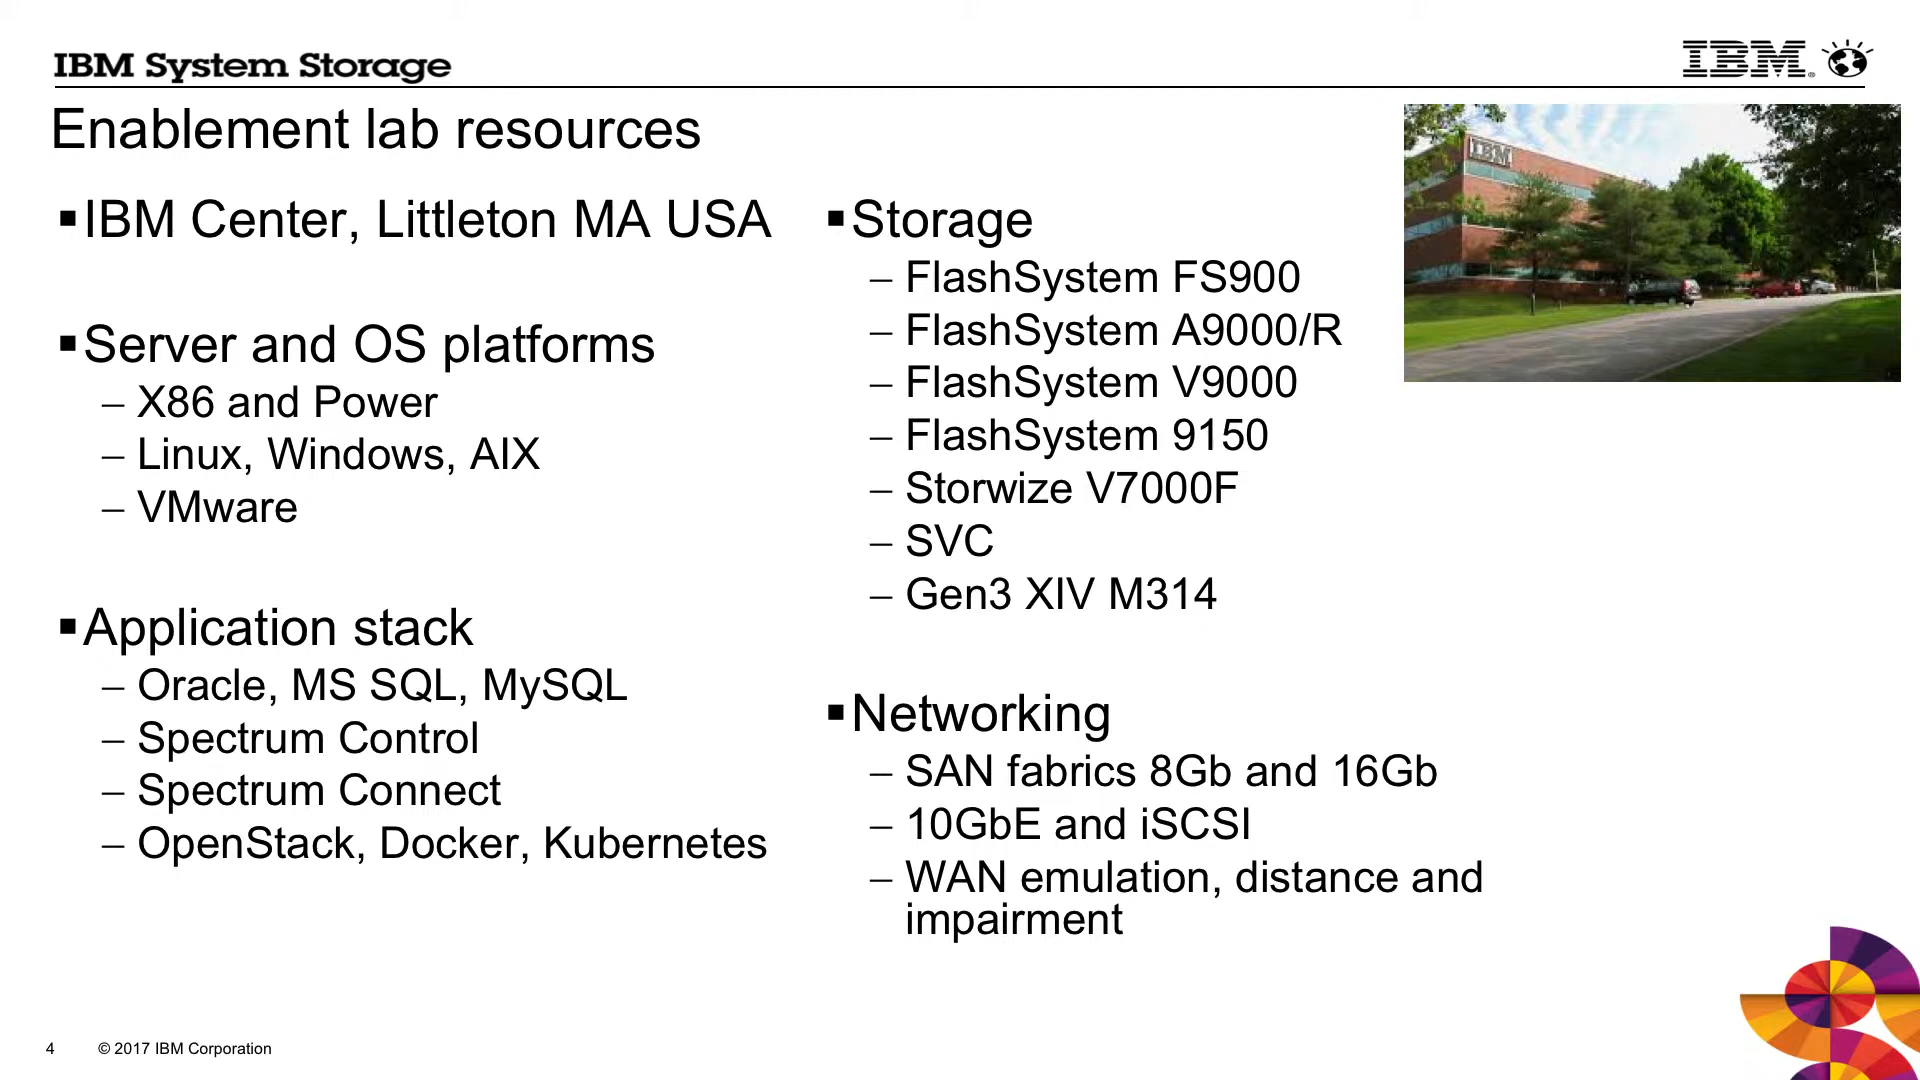 IBM System Storage
IBM®
Enablement lab resources
▪IBM Center, Littleton MA USA
▪Server and OS platforms
– X86 and Power
– Linux, Windows, AIX
– VMware
▪Application stack
– Oracle, MS SQL, MySQL
– Spectrum Control
– Spectrum Connect
– OpenStack, Docker, Kubernetes
▪Storage
– FlashSystem FS900
– FlashSystem A9000/R
– FlashSystem V9000
– FlashSystem 9150
– Storwize V7000F
– SVC
– Gen3 XIV M314
▪Networking
– SAN fabrics 8Gb and 16Gb
– 10GbE and iSCSI
– WAN emulation, distance and
impairment
IBM
4 © 2017 IBM Corporation